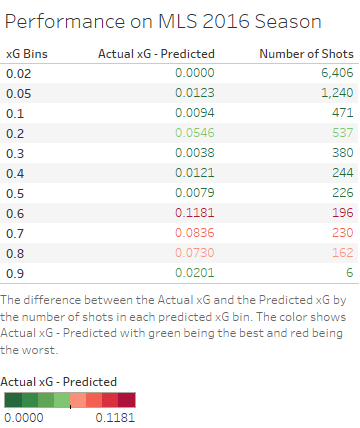 Performance on MLS 2016 Season
xG Bins Actual xG - Predicted Number of Shots
0.02 0.0000 6,406
0.05 0.0123 1,240
0.1 0.0094 471
0.2 0.0546 537
0.3 0.0038 380
0.4 0.0121 244
0.5 0.0079 226
0.6 0.1181 196
0.7 0.0836 230
0.8 0.0730 162
0.9 0.0201 6
The difference between the Actual xG and the Predicted xG by
the number of shots in each predicted xG bin. The color shows
Actual xG - Predicted with green being the best and red being
the worst.
Actual xG - Predicted
0.0000 0.1181